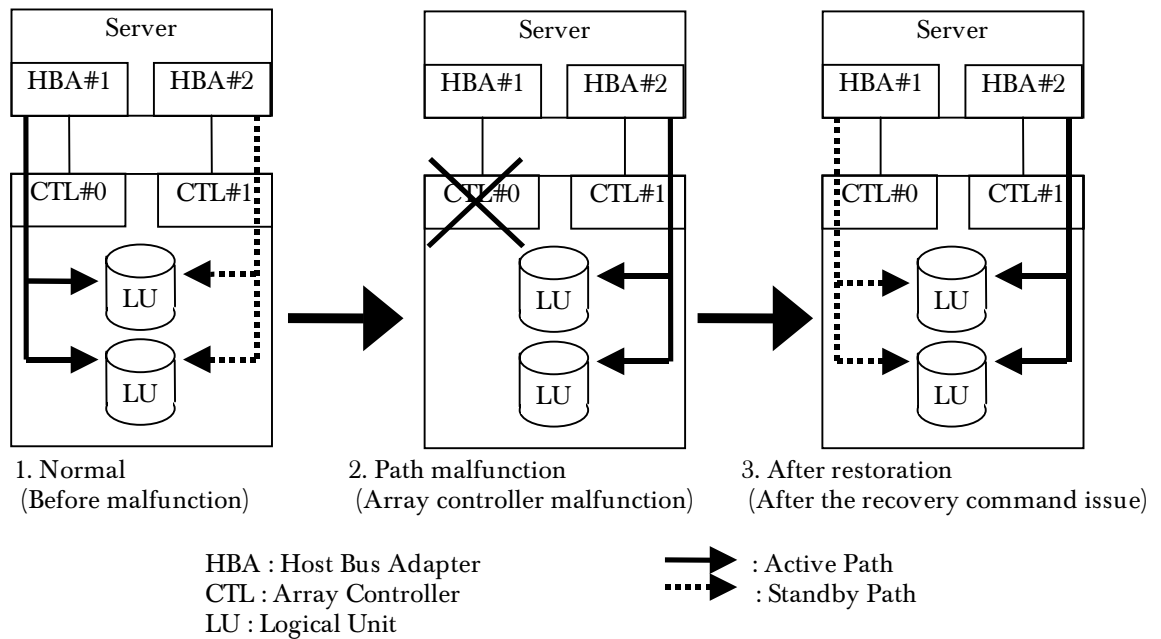 Server
HBA#1
HBA#2
CTL#0
CTL#1
LU
LU
1. Normal
(Before malfunction)
Server
HBA#1
HBA#2
CTL#0
CTL#1
LU
LU
2. Path malfunction
(Array controller malfunction)
Server
HBA#1
HBA#2
CTL#0
CTL#1
LU
LU
3. After restoration
(After the recovery command issue)
HBA : Host Bus Adapter
CTL : Array Controller
LU : Logical Unit
: Active Path
: Standby Path